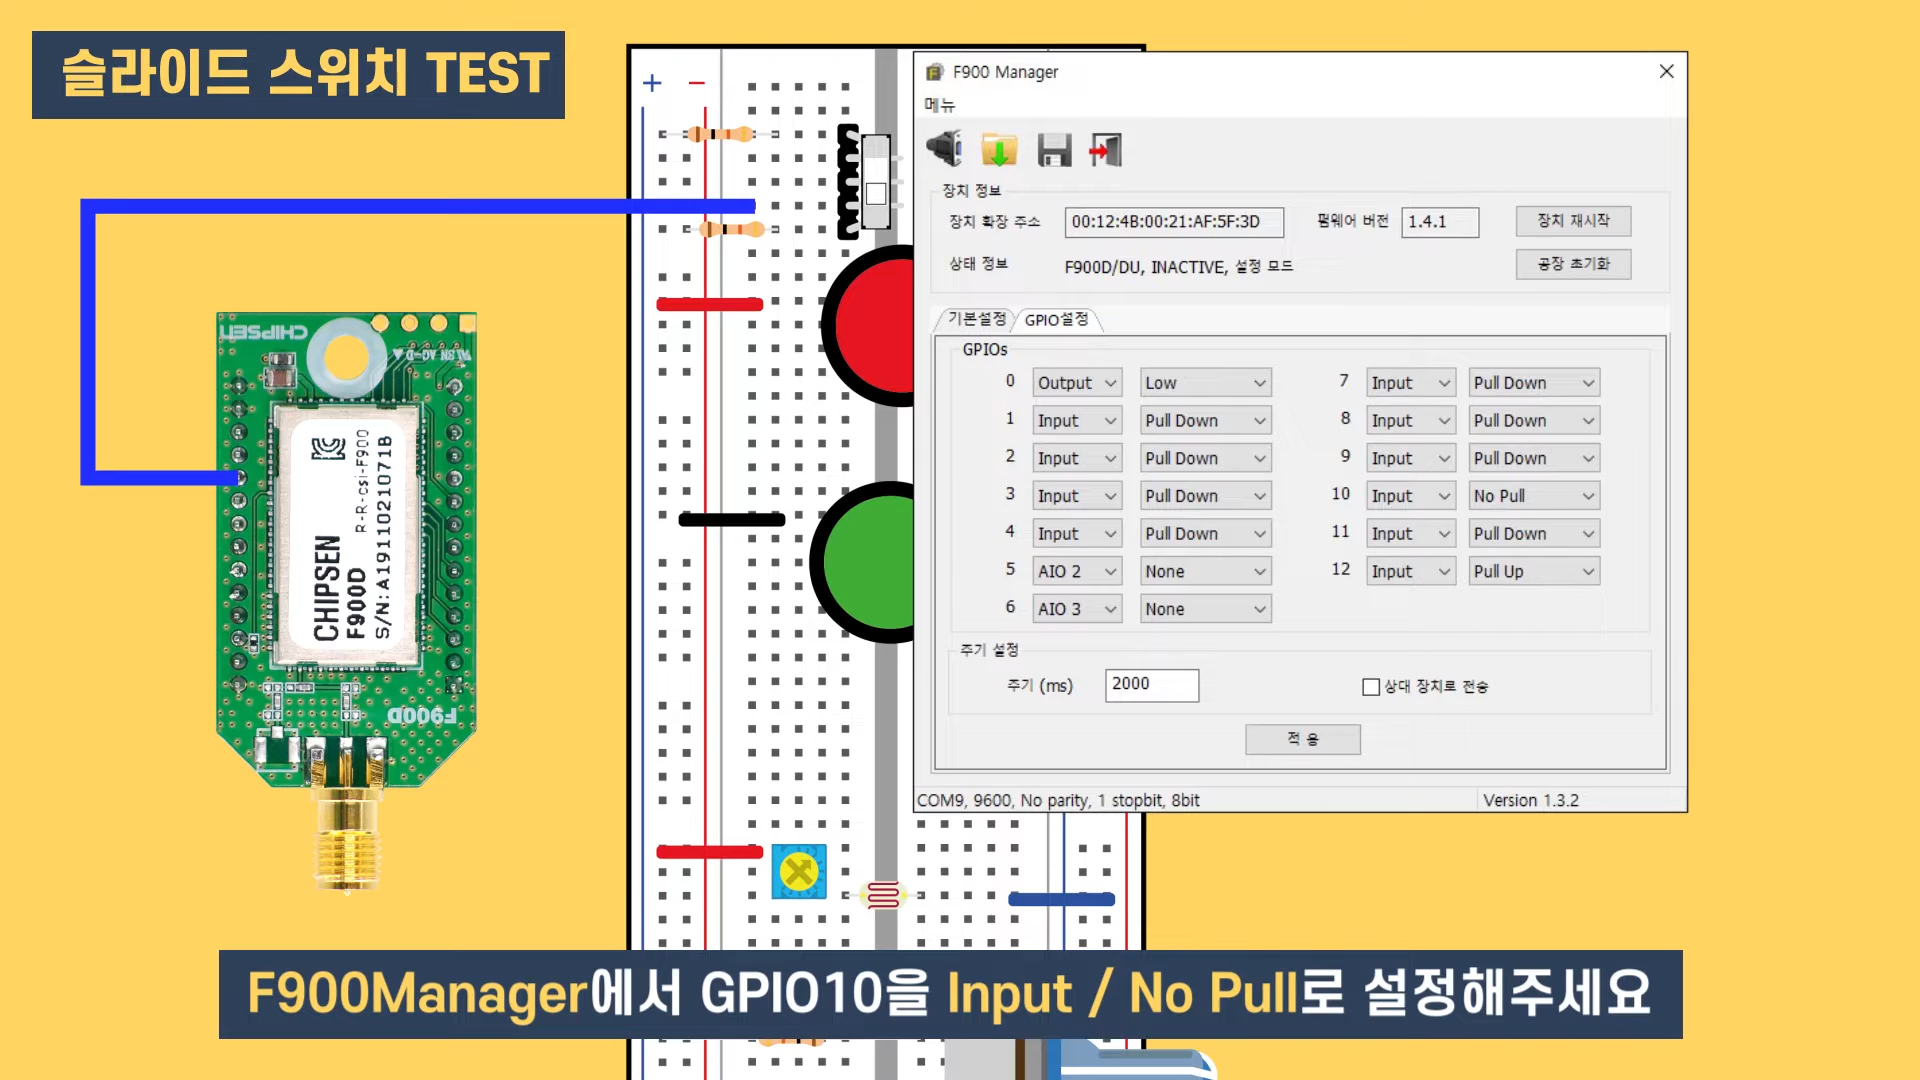 슬라이드 스위치 TEST
+ −
F900 Manager
메뉴
장치 정보
장치 확장 주소 00:12:4B:00:21:AF:5F:3D 펌웨어 버전 1.4.1 장치 재시작
상태 정보 F900D/DU, INACTIVE, 설정 모드 공장 초기화
기본설정 GPIO설정
GPIOs
0 Output Low 7 Input Pull Down
1 Input Pull Down 8 Input Pull Down
2 Input Pull Down 9 Input Pull Down
3 Input Pull Down 10 Input No Pull
4 Input Pull Down 11 Input Pull Down
5 AIO 2 None 12 Input Pull Up
6 AIO 3 None
주기 설정
주기 (ms) 2000 상대 장치로 전송
적 용
COM9, 9600, No parity, 1 stopbit, 8bit Version 1.3.2
CHIPSEN
CHIPSEN
F900D
R-R-csi-F900
S/N: A1911021071B
F900D
F900Manager에서 GPIO10을 Input / No Pull로 설정해주세요